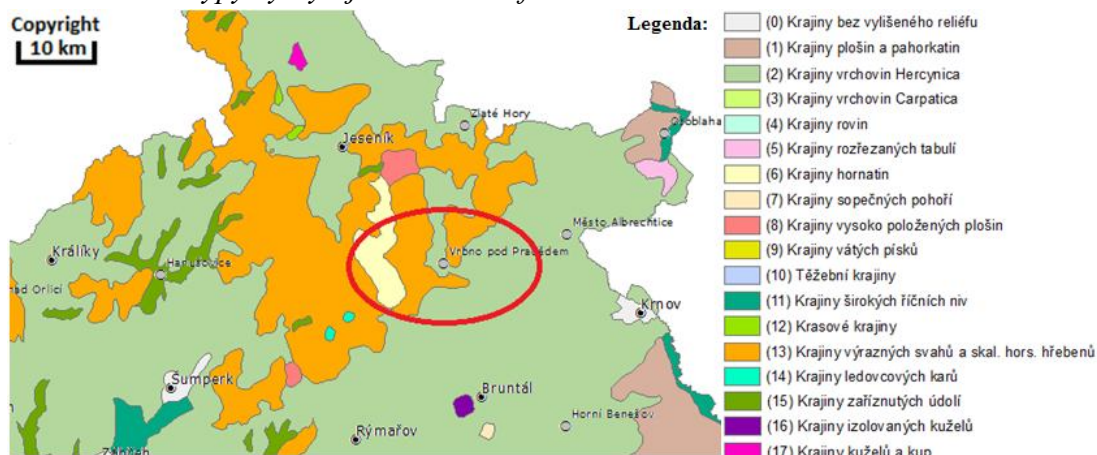 Copyright
10 km
Legenda:
(0) Krajiny bez vylišeného reliéfu
(1) Krajiny plošin a pahorkatin
(2) Krajiny vrchovin Hercynica
(3) Krajiny vrchovin Carpatica
(4) Krajiny rovin
(5) Krajiny rozřezaných tabulí
(6) Krajiny hornatin
(7) Krajiny sopečných pohoří
(8) Krajiny vysoko položených plošin
(9) Krajiny vátých písků
(10) Těžební krajiny
(11) Krajiny širokých říčních niv
(12) Krasové krajiny
(13) Krajiny výrazných svahů a skal. hors. hřebenů
(14) Krajiny ledovcových karů
(15) Krajiny zaříznutých údolí
(16) Krajiny izolovaných kuželů
(17) Krajiny kuželů a kup
Zlaté Hory
Osoblaha
Jeseník
Město Albrechtice
Králíky
Vrbno pod Pradědem
Hanušovice
nad Orlicí
Krnov
Šumperk
Bruntál
Horní Benešov
Rýmařov
Zábřeh